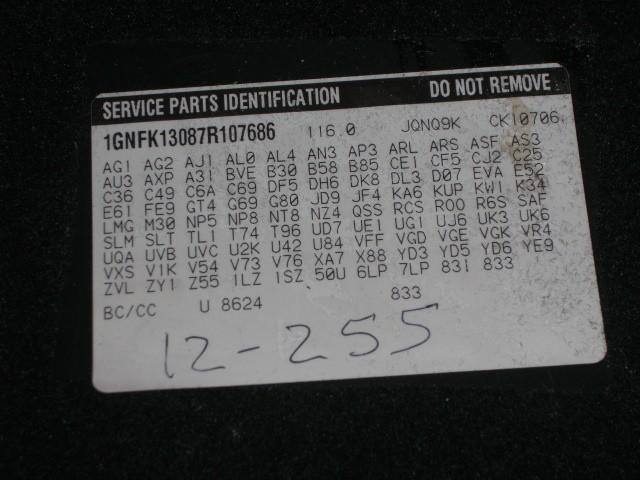 SERVICE PARTS IDENTIFICATION DO NOT REMOVE
1GNFK13087R107686 116.0 JQNQ9K CK10706
AG1 AG2 AJ1 AL0 AL4 AN3 AP3 ARL ARS ASF AS3
AU3 AXP A31 BVE B30 B58 B85 CE1 CF5 CJ2 C25
C36 C49 C6A C69 DF5 DH6 DK8 DL3 D07 EVA E52
E61 FE9 GT4 G69 G80 JD9 JF4 KA6 KUP KW1 K34
LMG M30 NP5 NP8 NT8 NZ4 QSS RCS R00 R6S SAF
SLM SLT TL1 T74 T96 UD7 UE1 UG1 UJ6 UK3 UK6
UQA UVB UVC U2K U42 U84 VFF VGD VGE VGK VR4
VXS V1K V54 V73 V76 XA7 X88 YD3 YD5 YD6 YE9
ZVL ZY1 Z55 1LZ 1SZ 50U 6LP 7LP 831 833
BC/CC U 8624 833
12-255